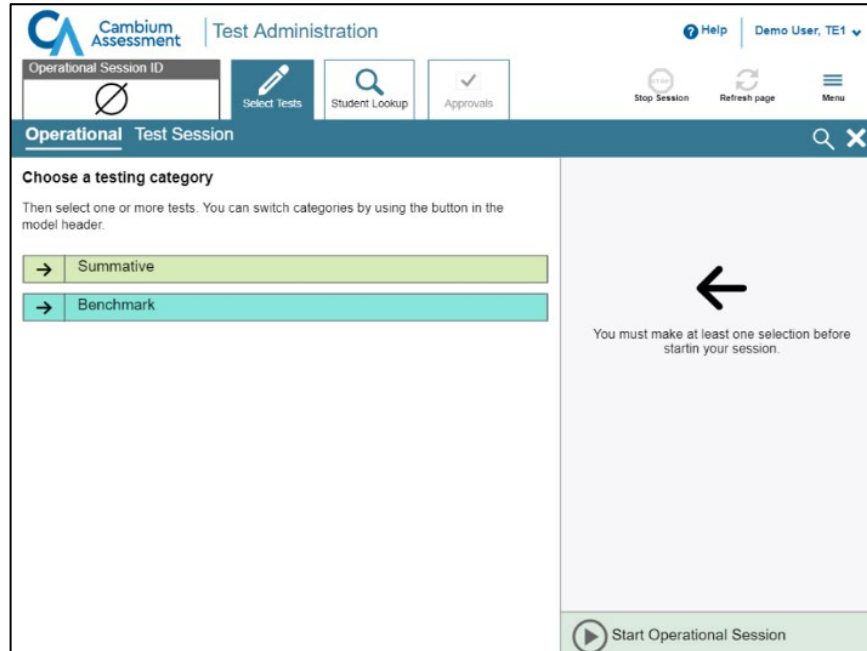 Cambium
Assessment
Test Administration
Help
Demo User, TE1
Operational Session ID
Select Tests
Student Lookup
Approvals
STOP
Stop Session
Refresh page
Menu
Operational Test Session
Choose a testing category
Then select one or more tests. You can switch categories by using the button in the
model header.
Summative
Benchmark
You must make at least one selection before
startin your session.
Start Operational Session